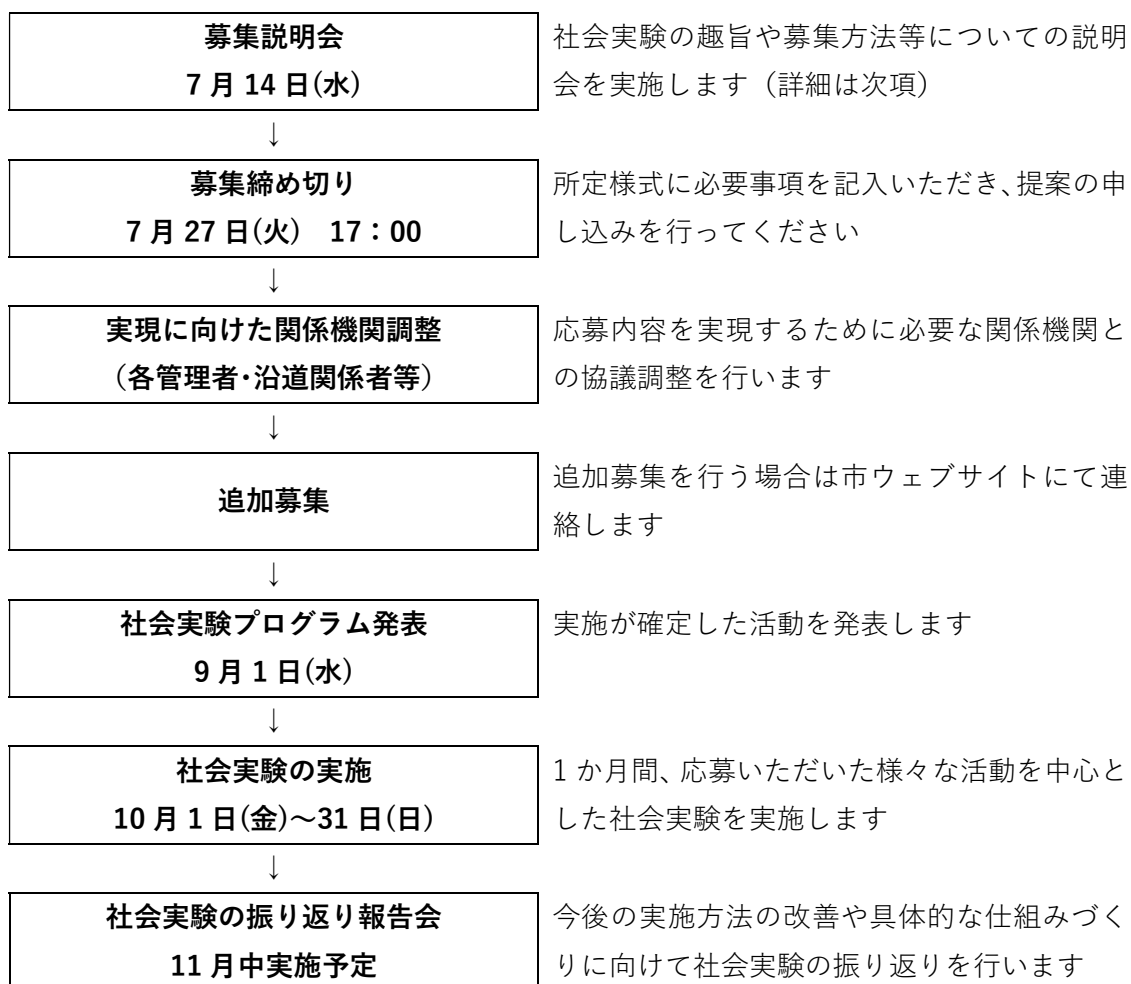 募集説明会
7月14日(水)
社会実験の趣旨や募集方法等についての説明
会を実施します（詳細は次項）
↓
募集締め切り
7月27日(火)　17：00
所定様式に必要事項を記入いただき、提案の申
し込みを行ってください
↓
実現に向けた関係機関調整
（各管理者･沿道関係者等）
応募内容を実現するために必要な関係機関と
の協議調整を行います
↓
追加募集
追加募集を行う場合は市ウェブサイトにて連
絡します
↓
社会実験プログラム発表
9月1日(水)
実施が確定した活動を発表します
↓
社会実験の実施
10月1日(金)～31日(日)
1か月間、応募いただいた様々な活動を中心と
した社会実験を実施します
↓
社会実験の振り返り報告会
11月中実施予定
今後の実施方法の改善や具体的な仕組みづく
りに向けて社会実験の振り返りを行います